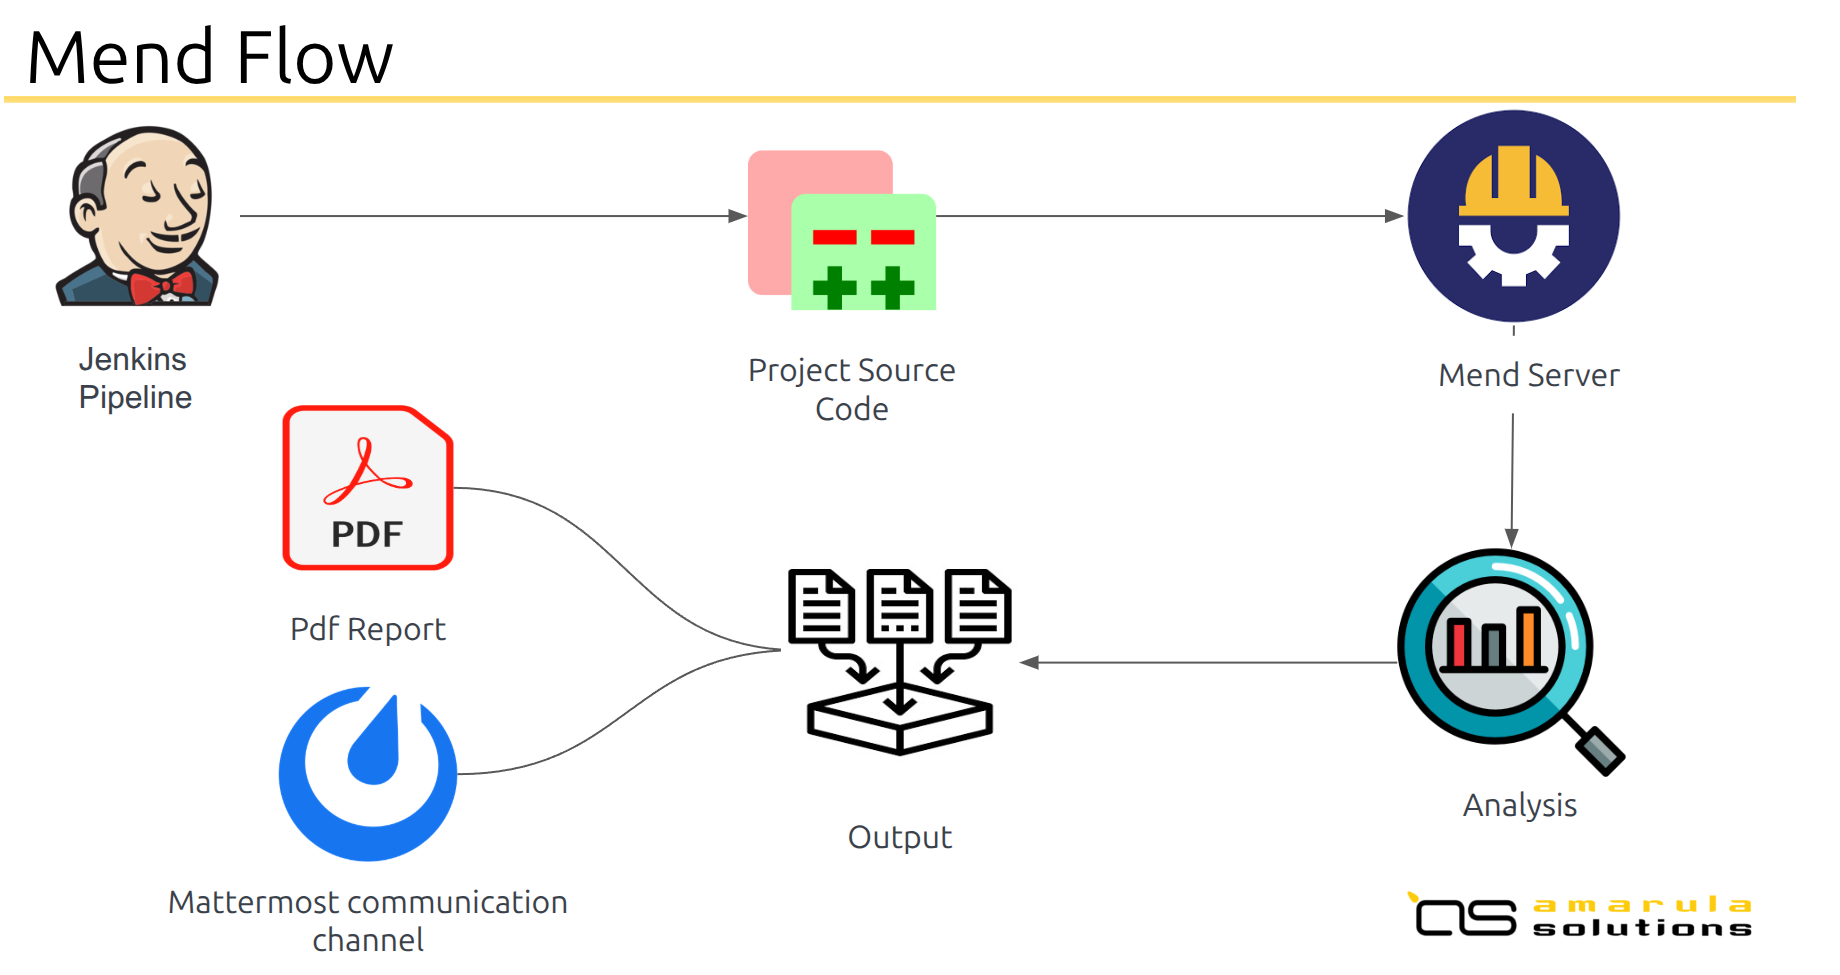 Mend Flow
Jenkins
Pipeline
Project Source
Code
Mend Server
PDF
Pdf Report
Analysis
Output
Mattermost communication
channel
amarula
solutions